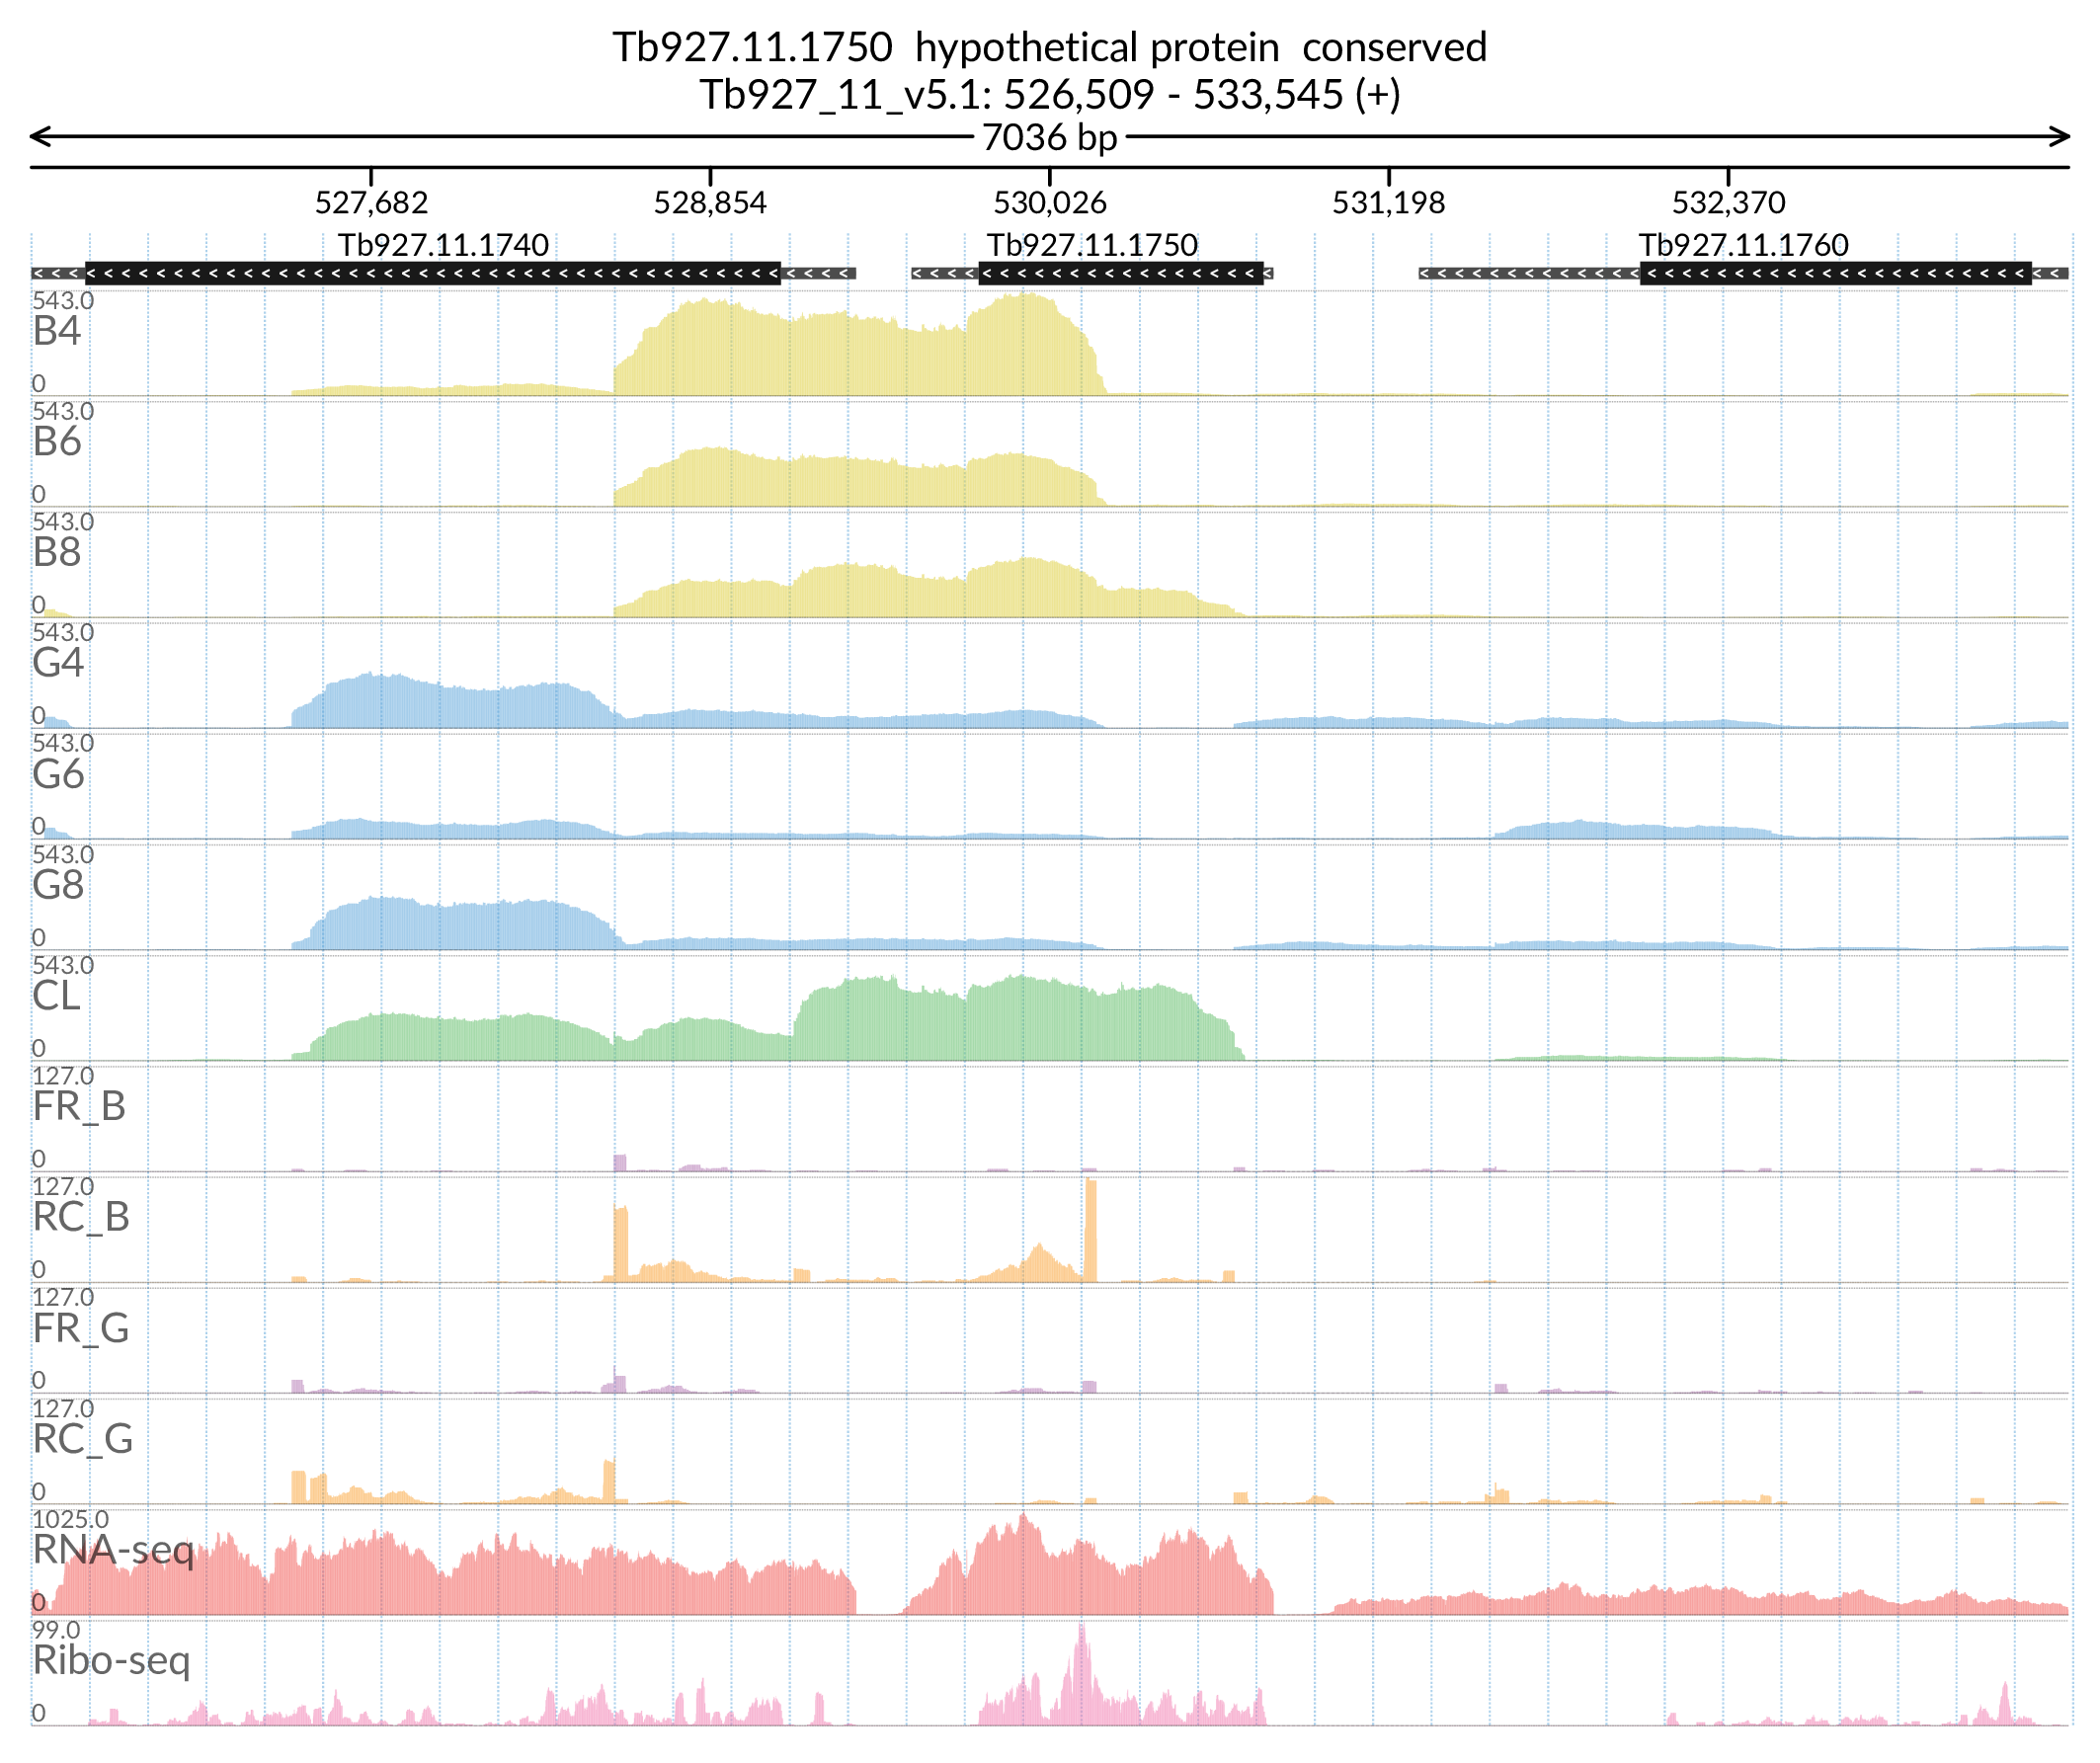 Tb927.11.1750 hypothetical protein conserved
Tb927_11_v5.1: 526,509 - 533,545 (+)
7036 bp
527,682 528,854 530,026 531,198 532,370
Tb927.11.1740 Tb927.11.1750 Tb927.11.1760
543.0
B4
0
543.0
B6
0
543.0
B8
0
543.0
G4
0
543.0
G6
0
543.0
G8
0
543.0
CL
0
127.0
FR_B
0
127.0
RC_B
0
127.0
FR_G
0
127.0
RC_G
0
1025.0
RNA-seq
0
99.0
Ribo-seq
0